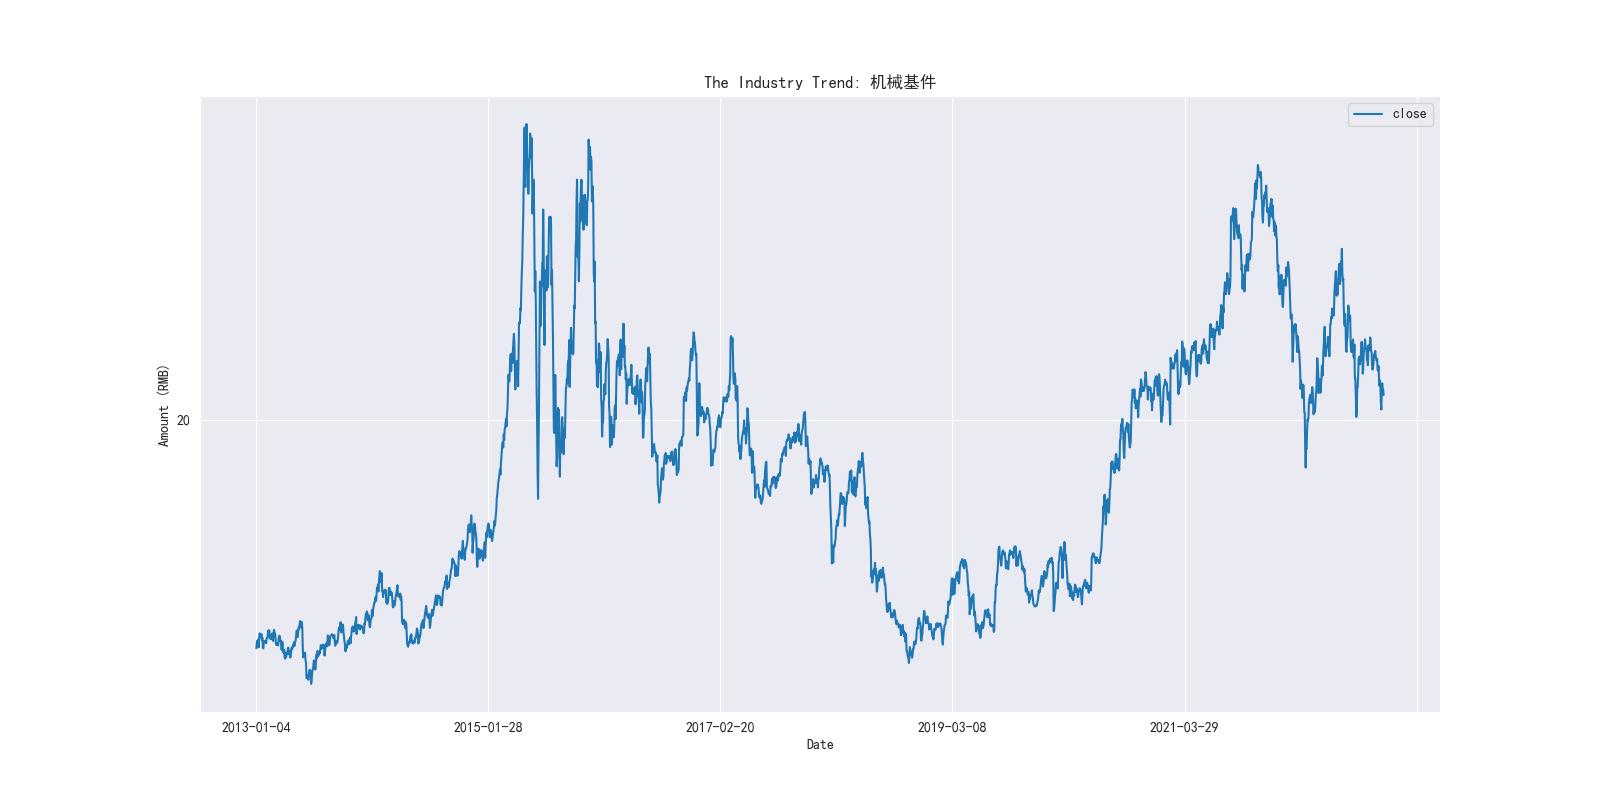 The Industry Trend: 机械基件
close
Amount (RMB)
20
2013-01-04
2015-01-28
2017-02-20
2019-03-08
2021-03-29
Date